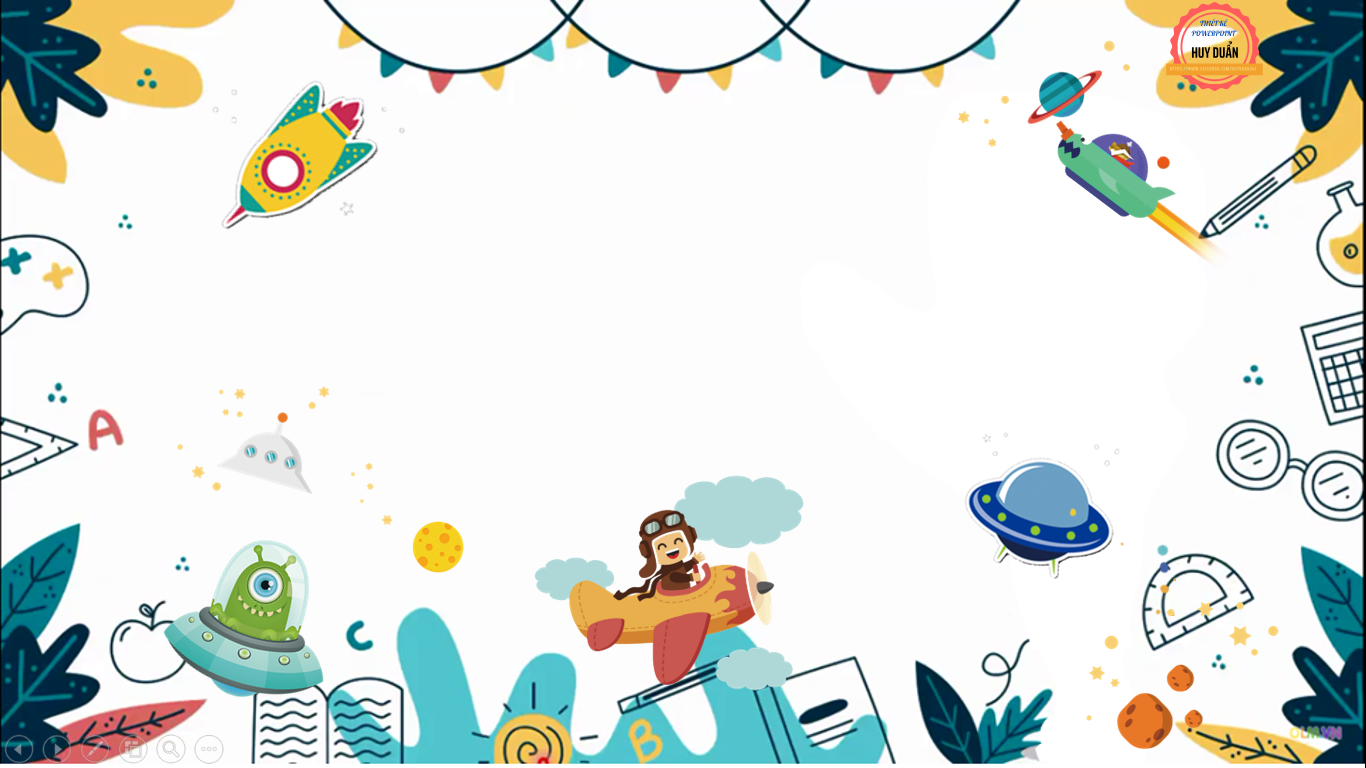 THIẾT KẾ
POWERPOINT
HUY DUẨN
A
C
B
OLM.VN